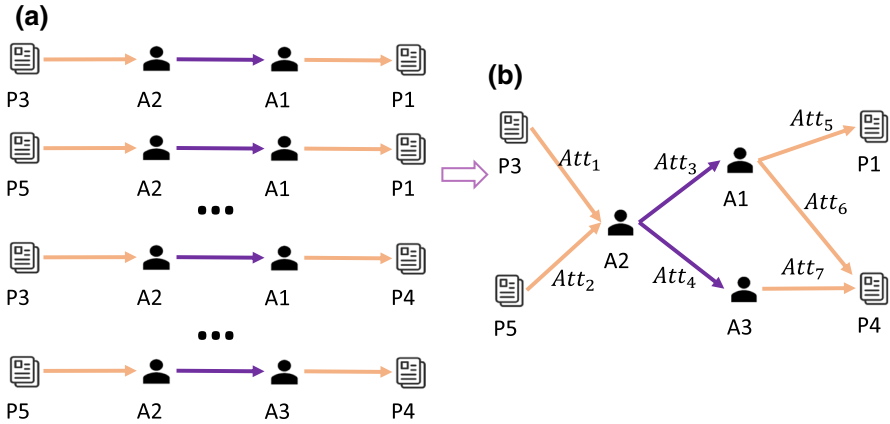 (a)
P3 A2 A1 P1
P5 A2 A1 P1
...
P3 A2 A1 P4
...
P5 A2 A3 P4
(b)
P3 Att₁ Att₃ A1 Att₅ P1
A2 Att₆
P5 Att₂ Att₄ A3 Att₇ P4